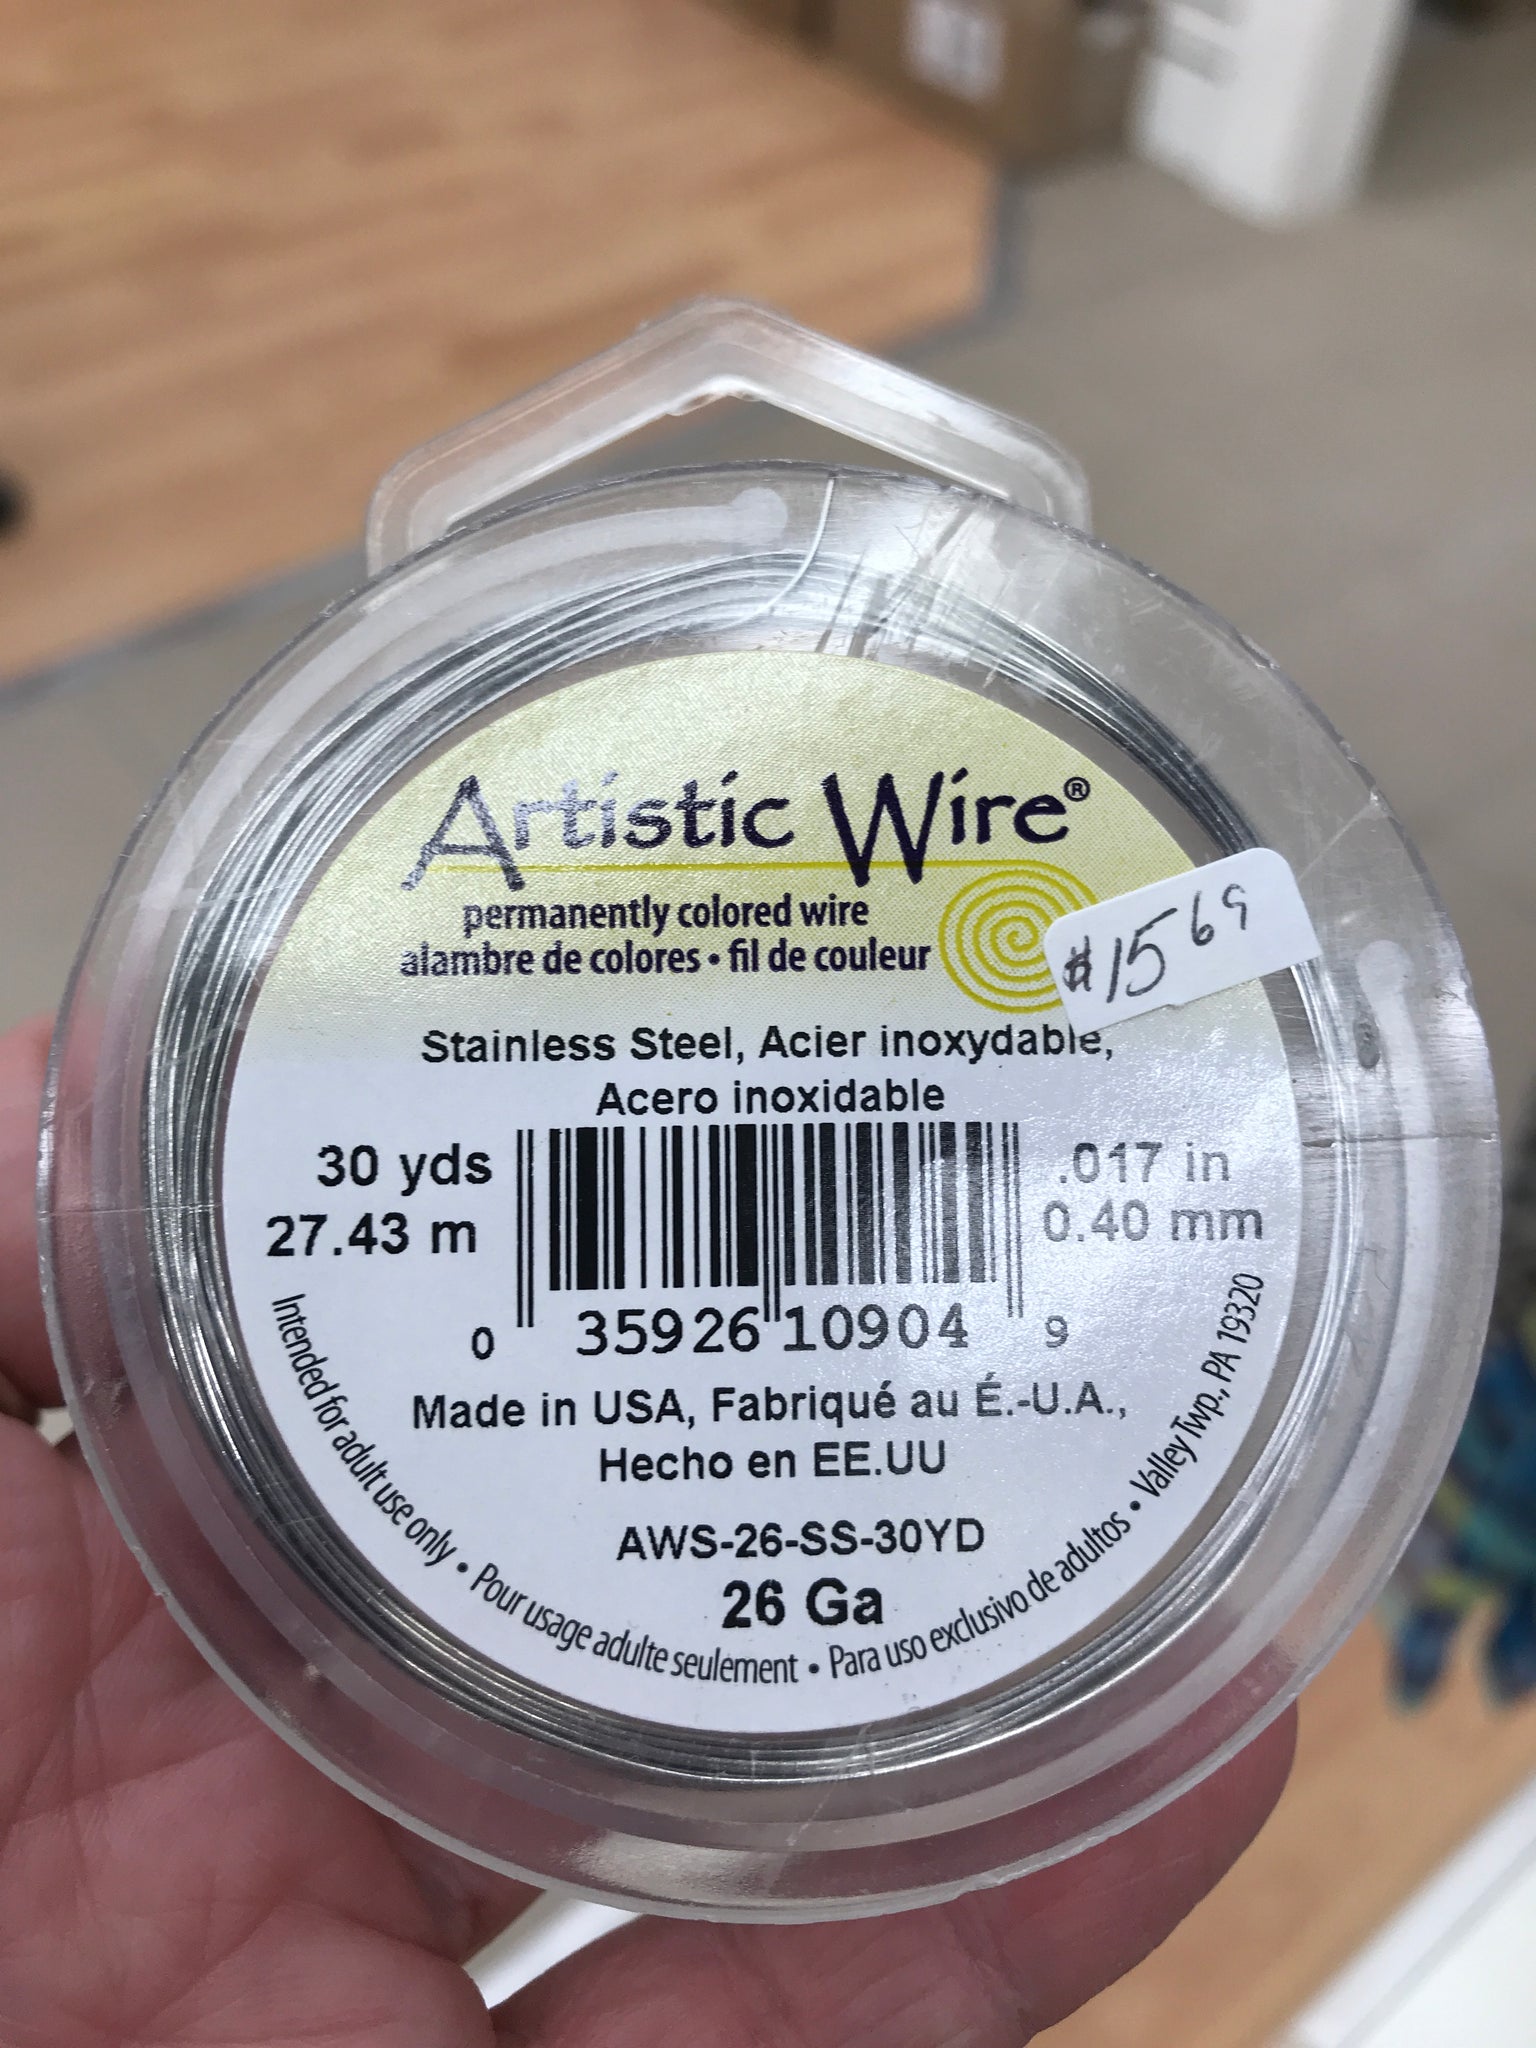 Artistic Wire®
permanently colored wire
alambre de colores • fil de couleur
$15 69
Stainless Steel, Acier inoxydable,
Acero inoxidable
30 yds
27.43 m
.017 in
0.40 mm
0 35926 10904 9
Made in USA, Fabriqué au É.-U.A.,
Hecho en EE.UU
AWS-26-SS-30YD
26 Ga
Intended for adult use only • Pour usage adulte seulement • Para uso exclusivo de adultos • Valley Twp., PA 19320